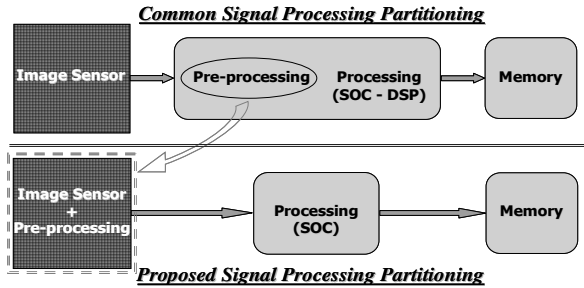 Common Signal Processing Partitioning
Image Sensor
Pre-processing
Processing
(SOC - DSP)
Memory
Image Sensor
+
Pre-processing
Processing
(SOC)
Memory
Proposed Signal Processing Partitioning